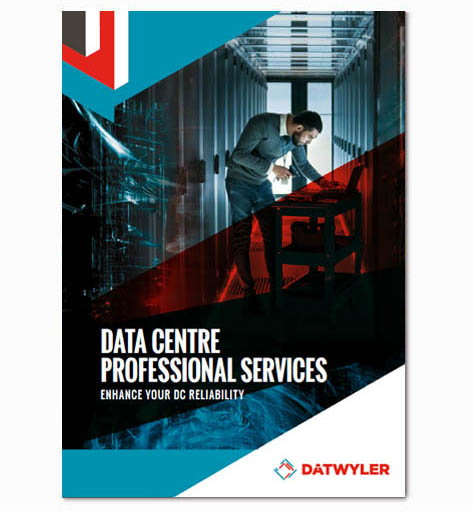 DATA CENTRE
PROFESSIONAL SERVICES
ENHANCE YOUR DC RELIABILITY
DATWYLER